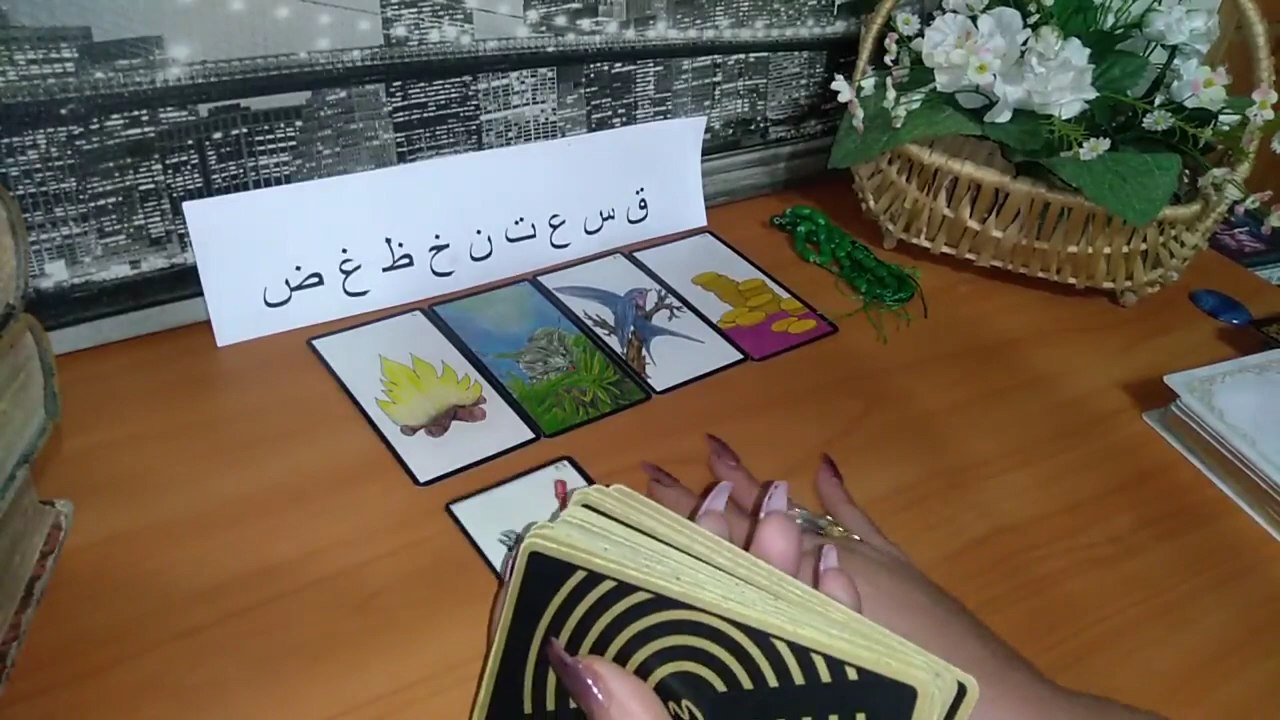 ق س ع ت ن خ ظ غ ض